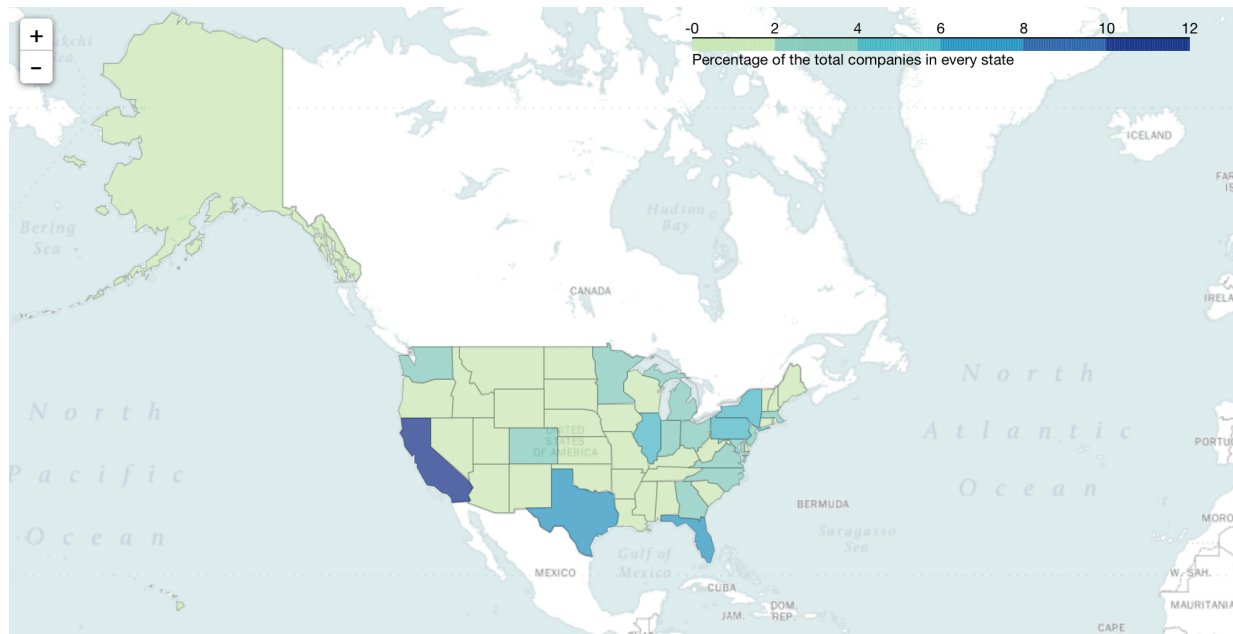 +
-
-0 2 4 6 8 10 12
Percentage of the total companies in every state
ICELAND
Bering
Sea
Hudson
Bay
CANADA
IRELA
North
Pacific
Ocean
North
Atlantic
Ocean
UNITED
STATES
OF AMERICA
PORTU
BERMUDA
Saragasso
Sea
MORO
Gulf of
Mexico
MEXICO
CUBA
DOM.
REP.
JAM.
W. SAH.
MAURITANIA
CAPE